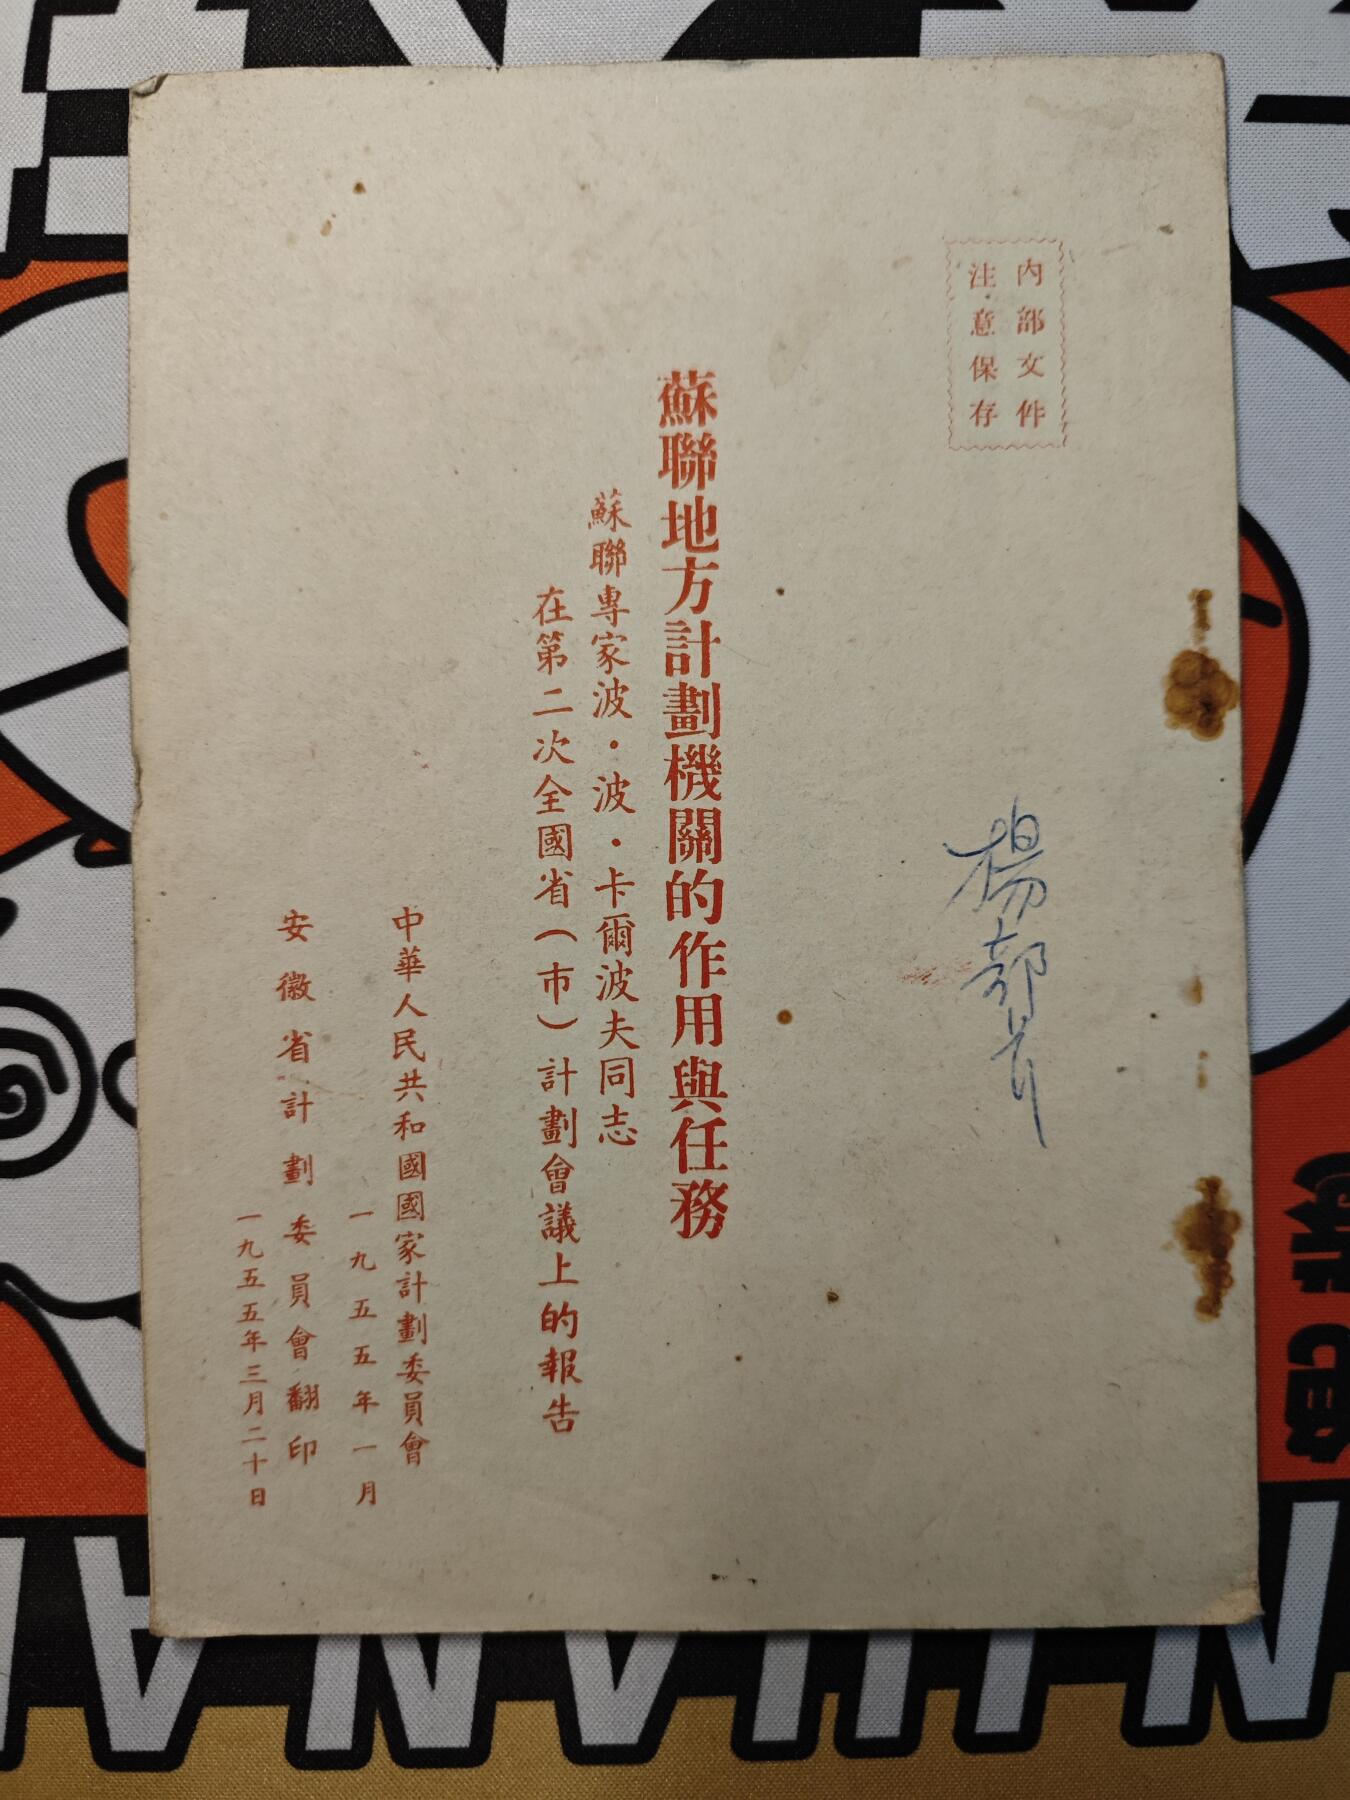 內部文件
注意保存
楊部長
蘇聯地方計劃機關的作用與任務
蘇聯專家波·波·卡爾波夫同志
在第二次全國省(市)計劃會議上的報告
中華人民共和國國家計劃委員會
一九五五年一月
安徽省計劃委員會翻印
一九五五年三月二十日